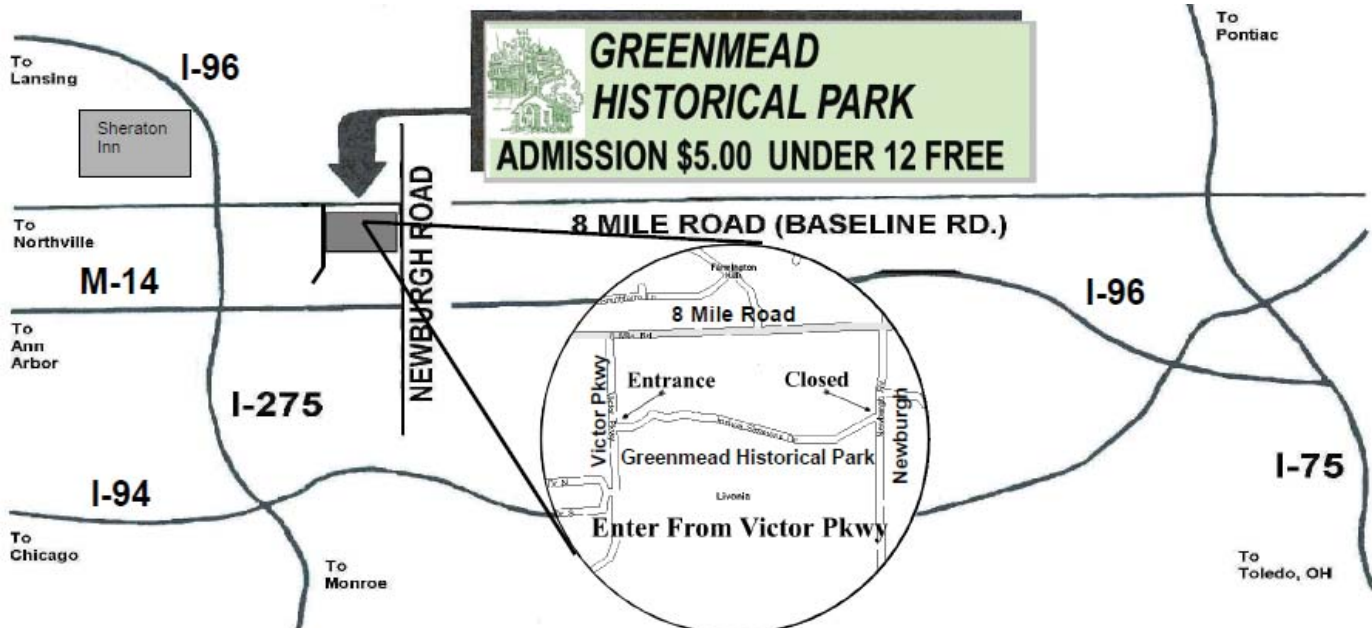 To
Lansing
I-96
GREENMEAD
HISTORICAL PARK
ADMISSION $5.00 UNDER 12 FREE
To
Pontiac
Sheraton
Inn
To
Northville
NEWBURGH ROAD
8 MILE ROAD (BASELINE RD.)
M-14
I-96
To
Ann
Arbor
I-275
Farmington
8 Mile Road
Victor Pkwy
Entrance
Closed
Newburgh
Greenmead Historical Park
Livonia
Enter From Victor Pkwy
I-75
I-94
To
Chicago
To
Monroe
To
Toledo, OH